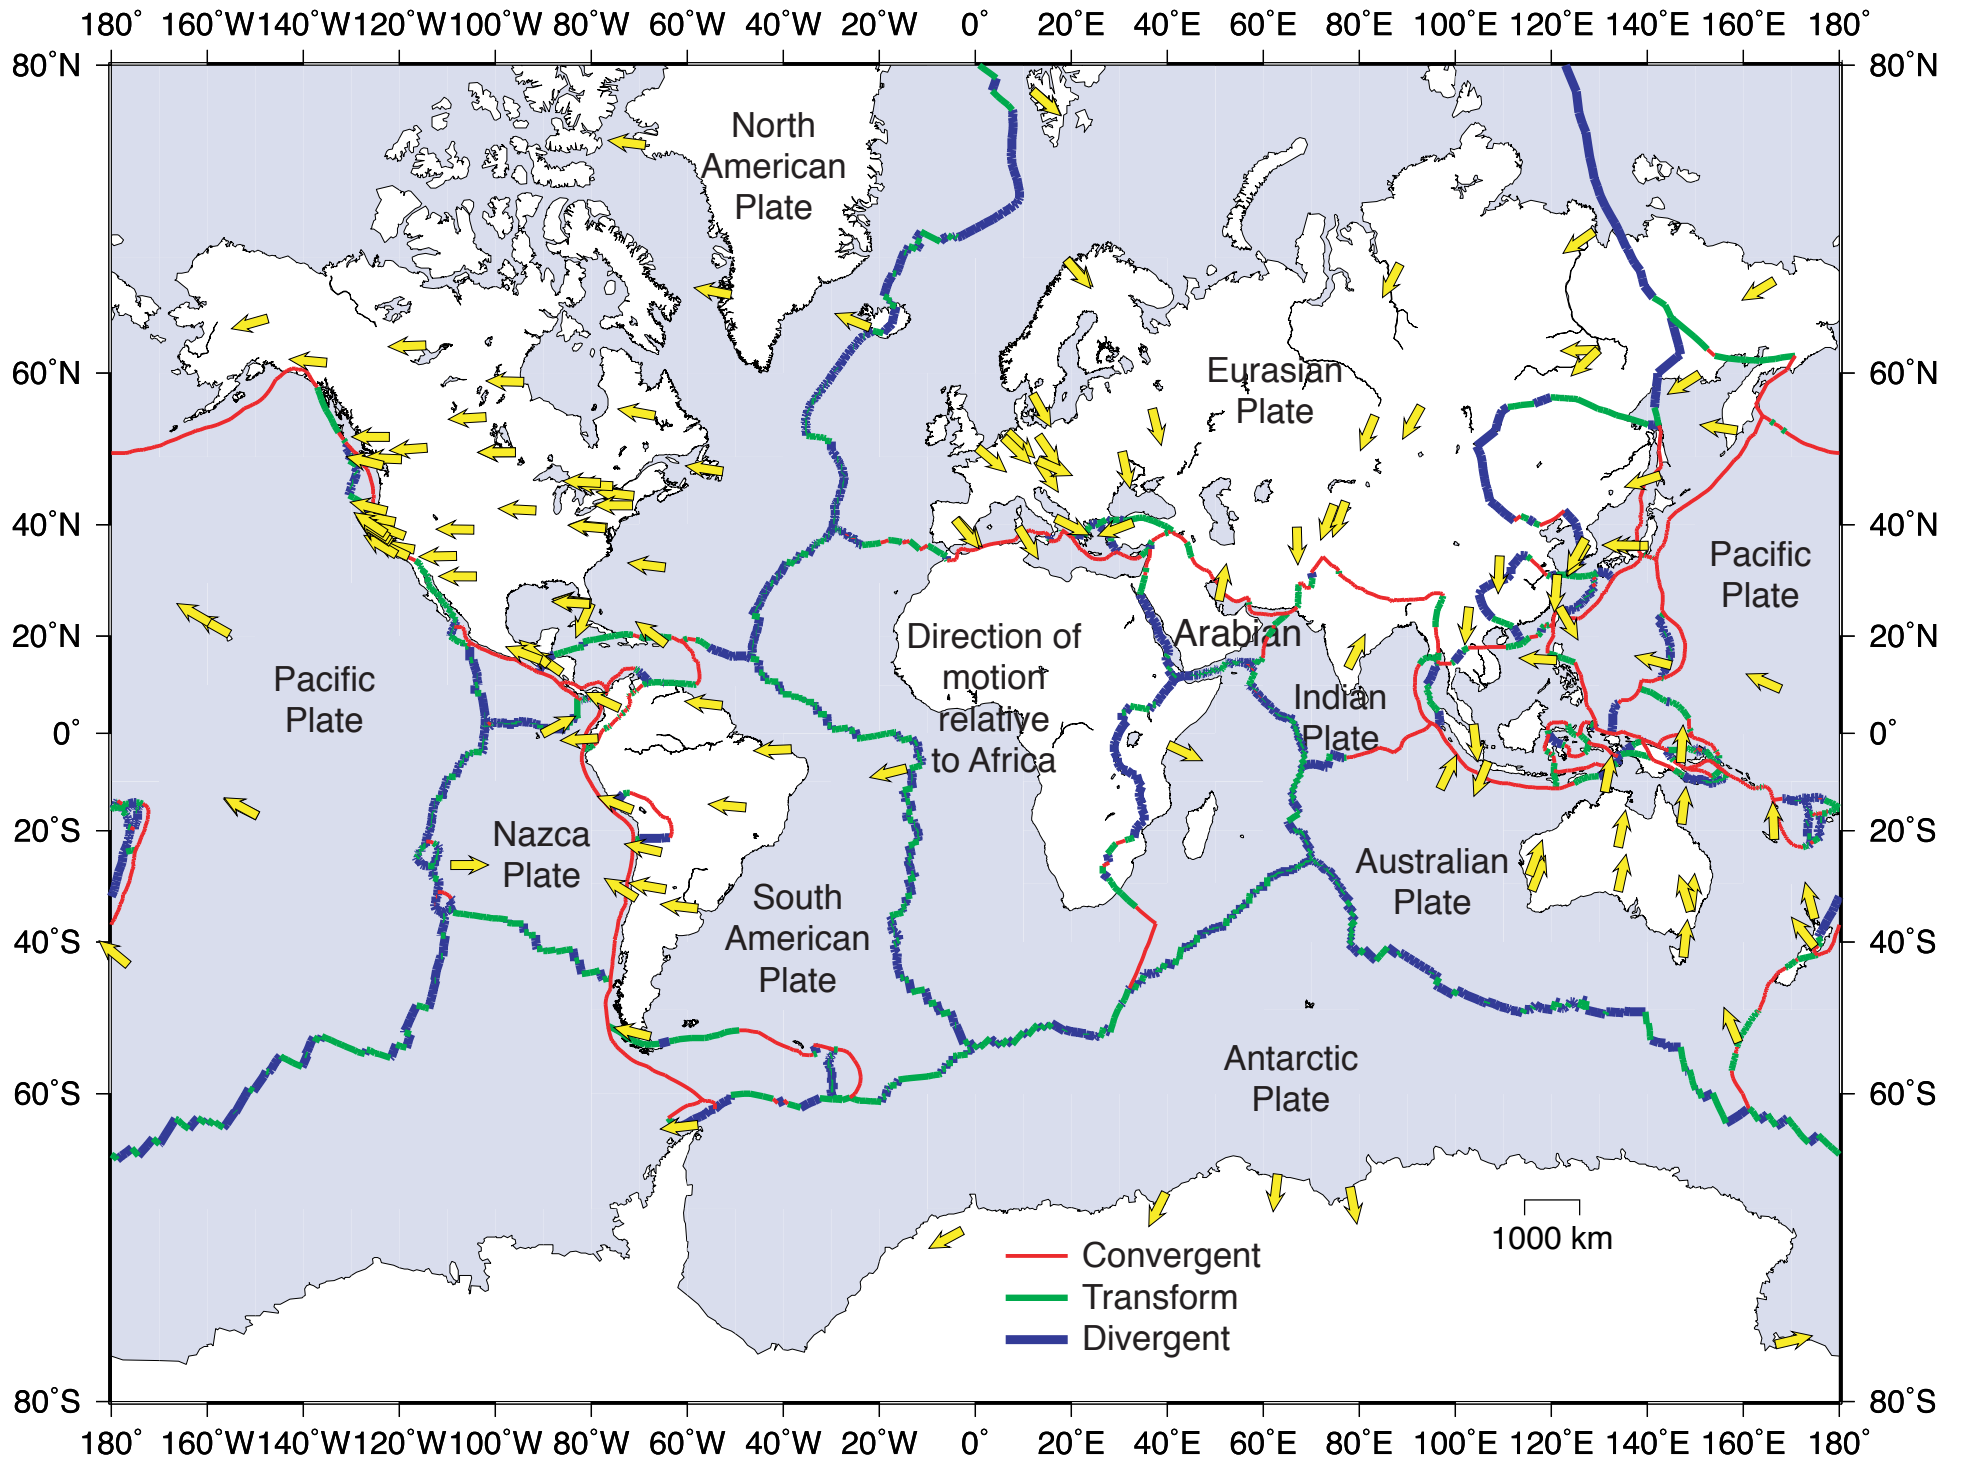 180˚ 160˚W 140˚W 120˚W 100˚W 80˚W 60˚W 40˚W 20˚W 0˚ 20˚E 40˚E 60˚E 80˚E 100˚E 120˚E 140˚E 160˚E 180˚
80˚N 80˚N
North
American
Plate
60˚N 60˚N
Eurasian
Plate
40˚N 40˚N
Pacific
Plate
20˚N 20˚N
Direction of
motion
relative
to Africa
Arabian
Pacific
Plate
Indian
Plate
0˚ 0˚
20˚S 20˚S
Nazca
Plate
Australian
Plate
South
American
Plate
40˚S 40˚S
Antarctic
Plate
60˚S 60˚S
1000 km
Convergent
Transform
Divergent
80˚S 80˚S
180˚ 160˚W 140˚W 120˚W 100˚W 80˚W 60˚W 40˚W 20˚W 0˚ 20˚E 40˚E 60˚E 80˚E 100˚E 120˚E 140˚E 160˚E 180˚